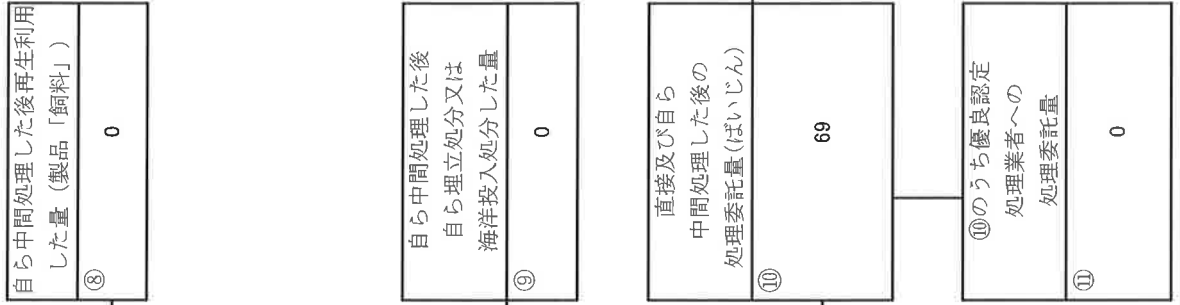 自ら中間処理した後再生利用
した量（製品「飼料」）
⑧
0
自ら中間処理した後
自ら埋立処分又は
海洋投入処分した量
⑨
0
直接及び自ら
中間処理した後の
処理委託量(ばいじん)
⑩
69
⑩のうち優良認定
処理業者への
処理委託量
⑪
0